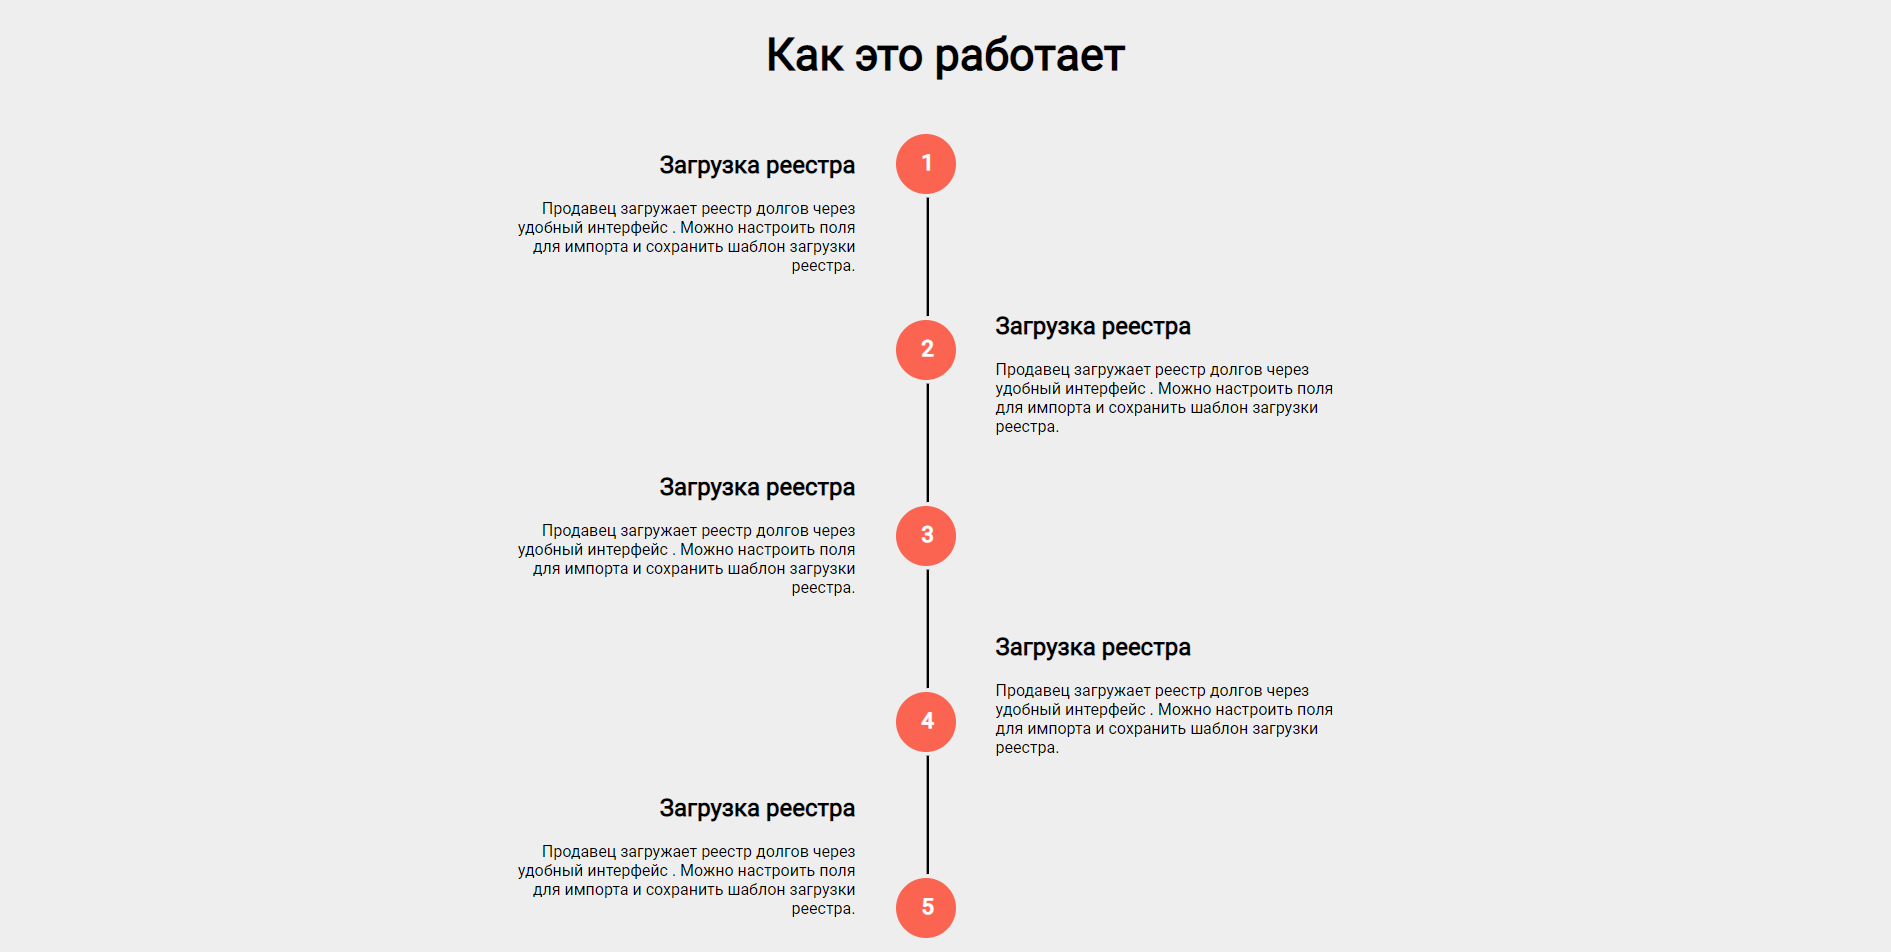 Как это работает
1
Загрузка реестра
Продавец загружает реестр долгов через
удобный интерфейс . Можно настроить поля
для импорта и сохранить шаблон загрузки
реестра.
2
Загрузка реестра
Продавец загружает реестр долгов через
удобный интерфейс . Можно настроить поля
для импорта и сохранить шаблон загрузки
реестра.
3
Загрузка реестра
Продавец загружает реестр долгов через
удобный интерфейс . Можно настроить поля
для импорта и сохранить шаблон загрузки
реестра.
4
Загрузка реестра
Продавец загружает реестр долгов через
удобный интерфейс . Можно настроить поля
для импорта и сохранить шаблон загрузки
реестра.
5
Загрузка реестра
Продавец загружает реестр долгов через
удобный интерфейс . Можно настроить поля
для импорта и сохранить шаблон загрузки
реестра.